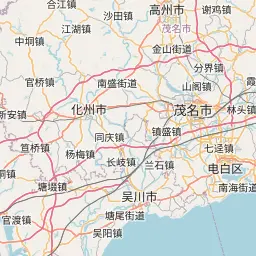 合江镇
沙田镇
高州市
谢鸡镇
中垌镇
江湖镇
茂名市
金山街道
官桥镇
南盛街道
分界镇
霞
山阁镇
新安镇
化州市
茂名市
林头镇
同庆镇
镇盛镇
笪桥镇
杨梅镇
七迳镇
长岐镇
兰石镇
电白区
塘㙍镇
吴川市
南海街道
官渡镇
塘尾街道
吴阳镇